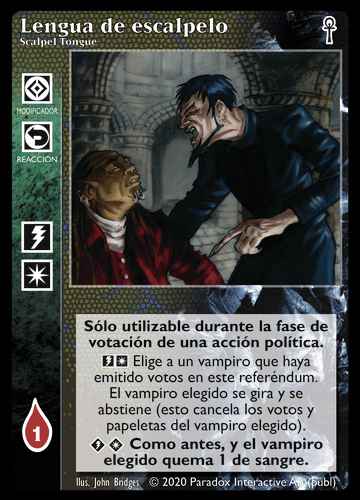 Lengua de escalpelo
Scalpel Tongue
MODIFICADOR
REACCIÓN
Sólo utilizable durante la fase de
votación de una acción política.
Elige a un vampiro que haya
emitido votos en este referéndum.
El vampiro elegido se gira y se
abstiene (esto cancela los votos y
papeletas del vampiro elegido).
Como antes, y el vampiro
elegido quema 1 de sangre.
1
Ilus. John Bridges © 2020 Paradox Interactive AB (publ)